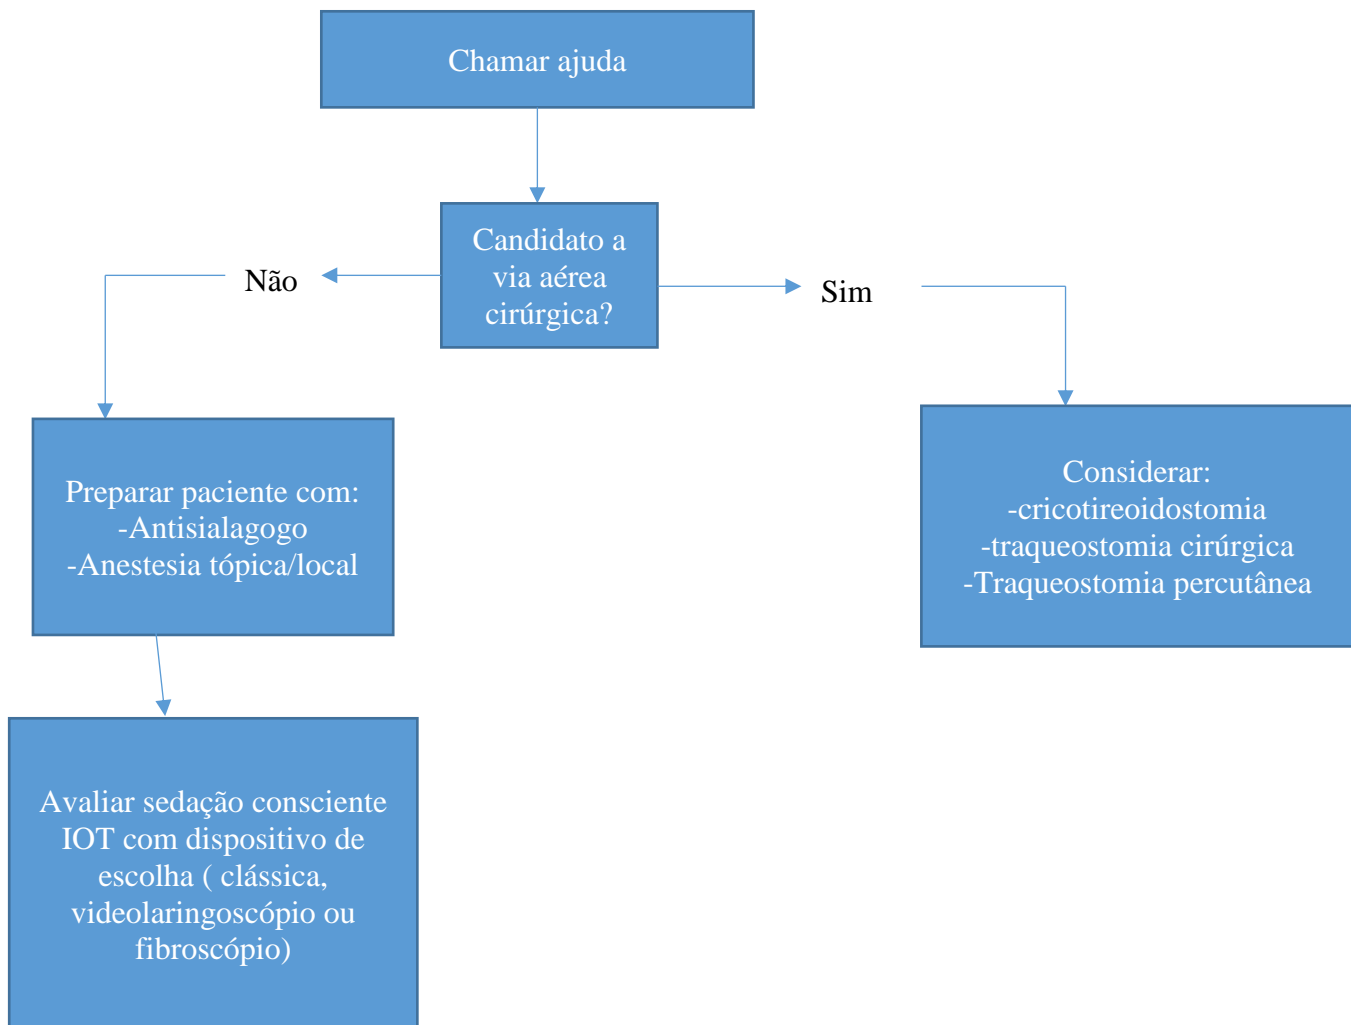 Chamar ajuda
Candidato a
via aérea
cirúrgica?
Não
Sim
Preparar paciente com:
-Antisialagogo
-Anestesia tópica/local
Considerar:
-cricotireoidostomia
-traqueostomia cirúrgica
-Traqueostomia percutânea
Avaliar sedação consciente
IOT com dispositivo de
escolha ( clássica,
videolaringoscópio ou
fibroscópio)